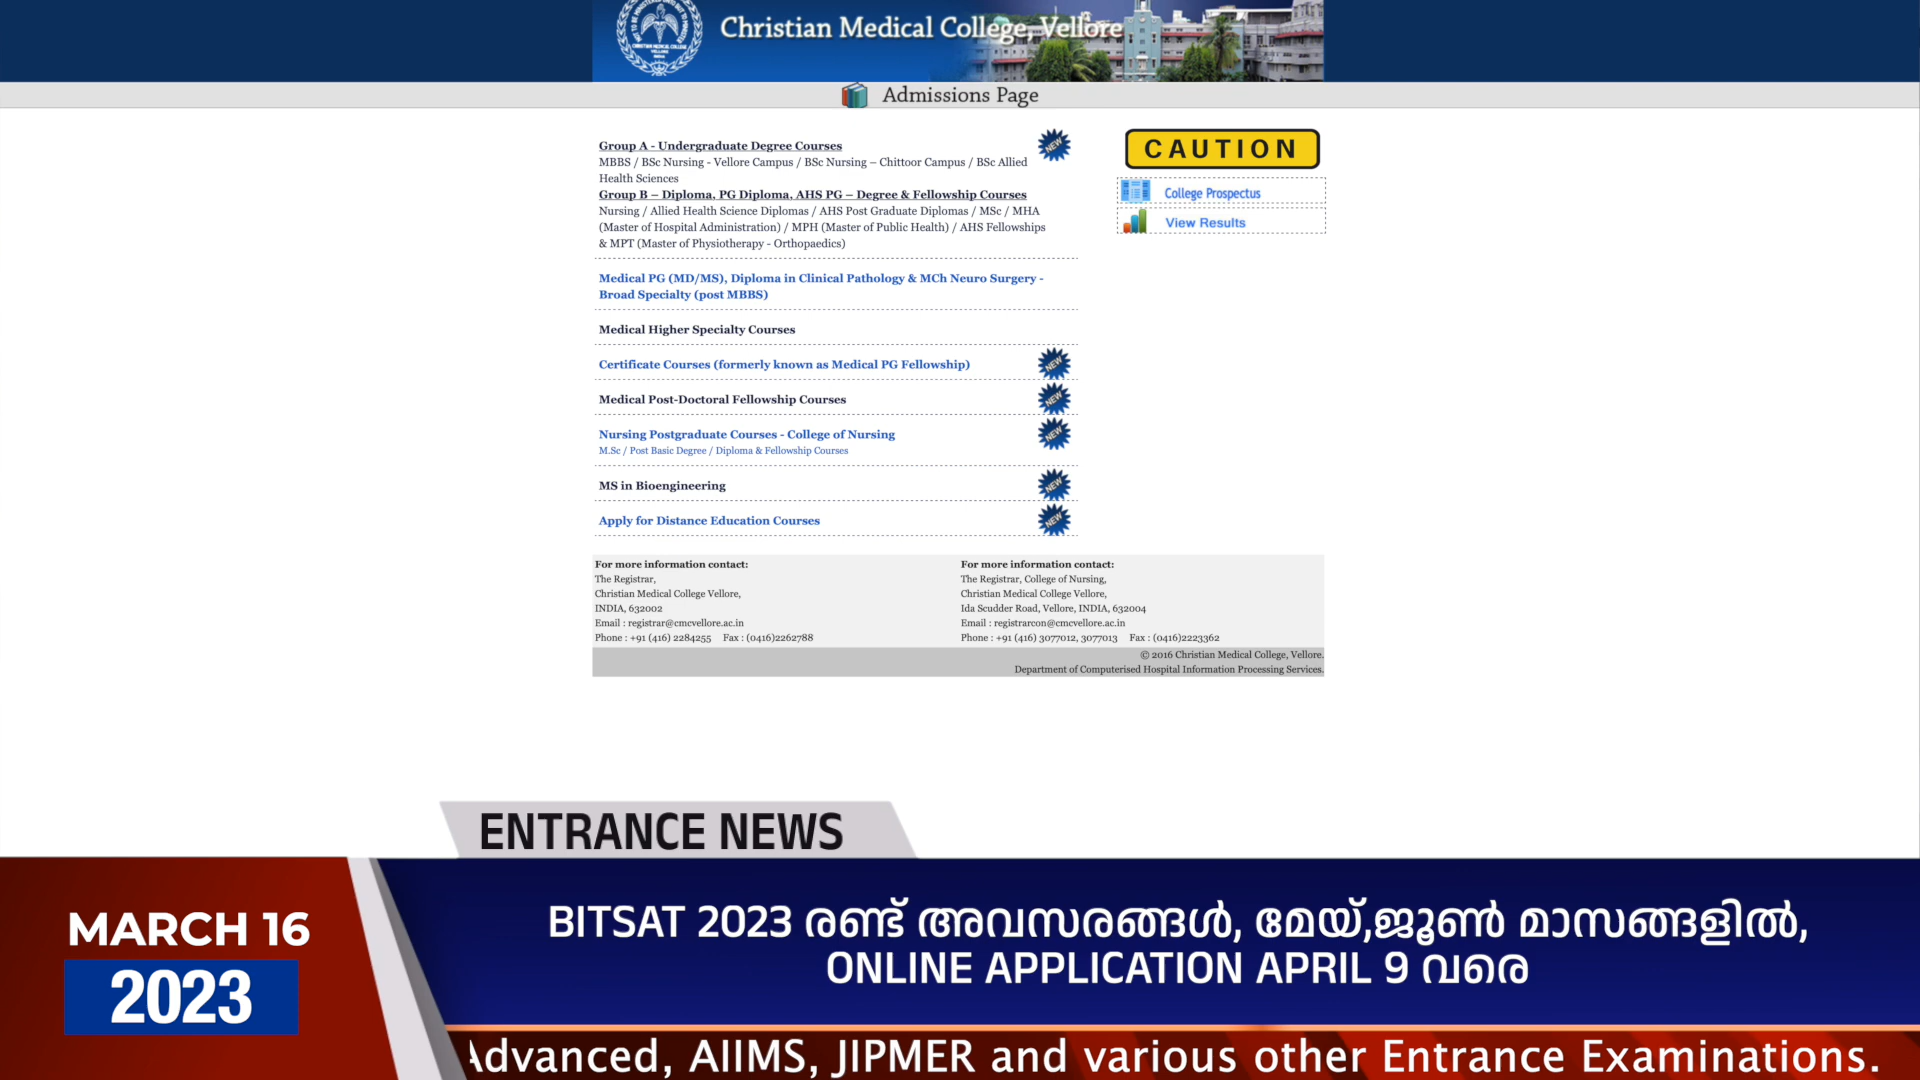 Christian Medical College, Vellore
Admissions Page
Group A - Undergraduate Degree Courses
NEW
MBBS / BSc Nursing - Vellore Campus / BSc Nursing – Chittoor Campus / BSc Allied
Health Sciences
Group B – Diploma, PG Diploma, AHS PG – Degree & Fellowship Courses
Nursing / Allied Health Science Diplomas / AHS Post Graduate Diplomas / MSc / MHA
(Master of Hospital Administration) / MPH (Master of Public Health) / AHS Fellowships
& MPT (Master of Physiotherapy - Orthopaedics)
Medical PG (MD/MS), Diploma in Clinical Pathology & MCh Neuro Surgery -
Broad Specialty (post MBBS)
Medical Higher Specialty Courses
Certificate Courses (formerly known as Medical PG Fellowship)
NEW
Medical Post-Doctoral Fellowship Courses
NEW
Nursing Postgraduate Courses - College of Nursing
NEW
M.Sc / Post Basic Degree / Diploma & Fellowship Courses
MS in Bioengineering
NEW
Apply for Distance Education Courses
NEW
CAUTION
College Prospectus
View Results
For more information contact:
The Registrar,
Christian Medical College Vellore,
INDIA, 632002
Email : registrar@cmcvellore.ac.in
Phone : +91 (416) 2284255 Fax : (0416)2262788
For more information contact:
The Registrar, College of Nursing,
Christian Medical College Vellore,
Ida Scudder Road, Vellore, INDIA, 632004
Email : registrarcon@cmcvellore.ac.in
Phone : +91 (416) 3077012, 3077013 Fax : (0416)2223362
© 2016 Christian Medical College, Vellore.
Department of Computerised Hospital Information Processing Services.
ENTRANCE NEWS
MARCH 16
2023
BITSAT 2023 രണ്ട് അവസരങ്ങൾ, മേയ്,ജൂൺ മാസങ്ങളിൽ,
ONLINE APPLICATION APRIL 9 വരെ
Advanced, AIIMS, JIPMER and various other Entrance Examinations.